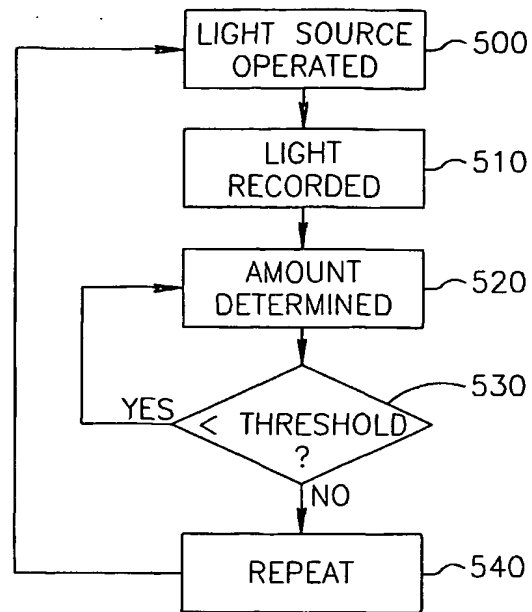 LIGHT SOURCE
OPERATED
500
LIGHT
RECORDED
510
AMOUNT
DETERMINED
520
530
YES
< THRESHOLD
?
NO
REPEAT
540